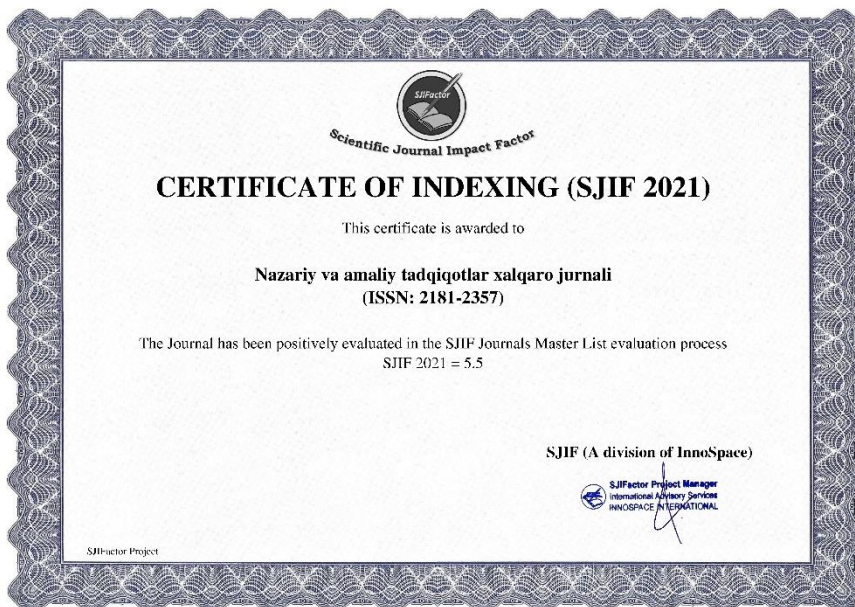 SJIFactor
Scientific Journal Impact Factor
CERTIFICATE OF INDEXING (SJIF 2021)
This certificate is awarded to
Nazariy va amaliy tadqiqotlar xalqaro jurnali
(ISSN: 2181-2357)
The Journal has been positively evaluated in the SJIF Journals Master List evaluation process
SJIF 2021 = 5.5
SJIF (A division of InnoSpace)
SJIFactor Project Manager
International Advisory Services
INNOSPACE INTERNATIONAL
SJIFactor Project